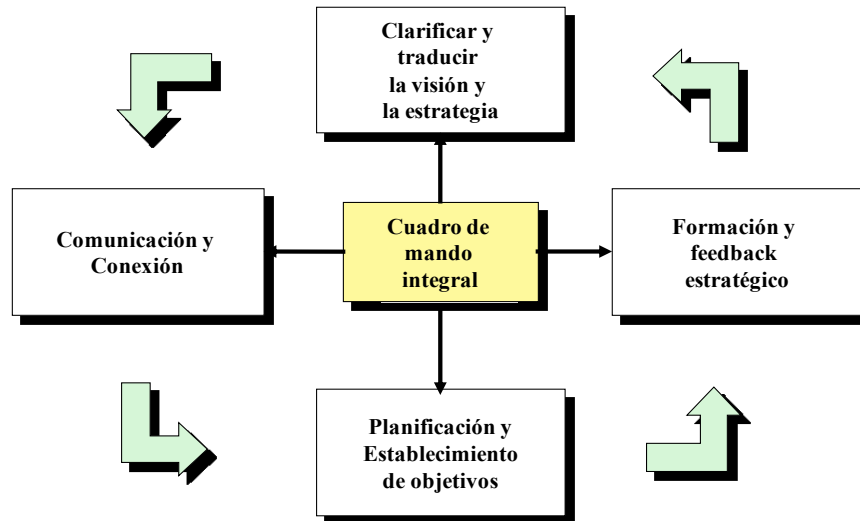 Clarificar y
traducir
la visión y
la estrategia
Comunicación y
Conexión
Cuadro de
mando
integral
Formación y
feedback
estratégico
Planificación y
Establecimiento
de objetivos